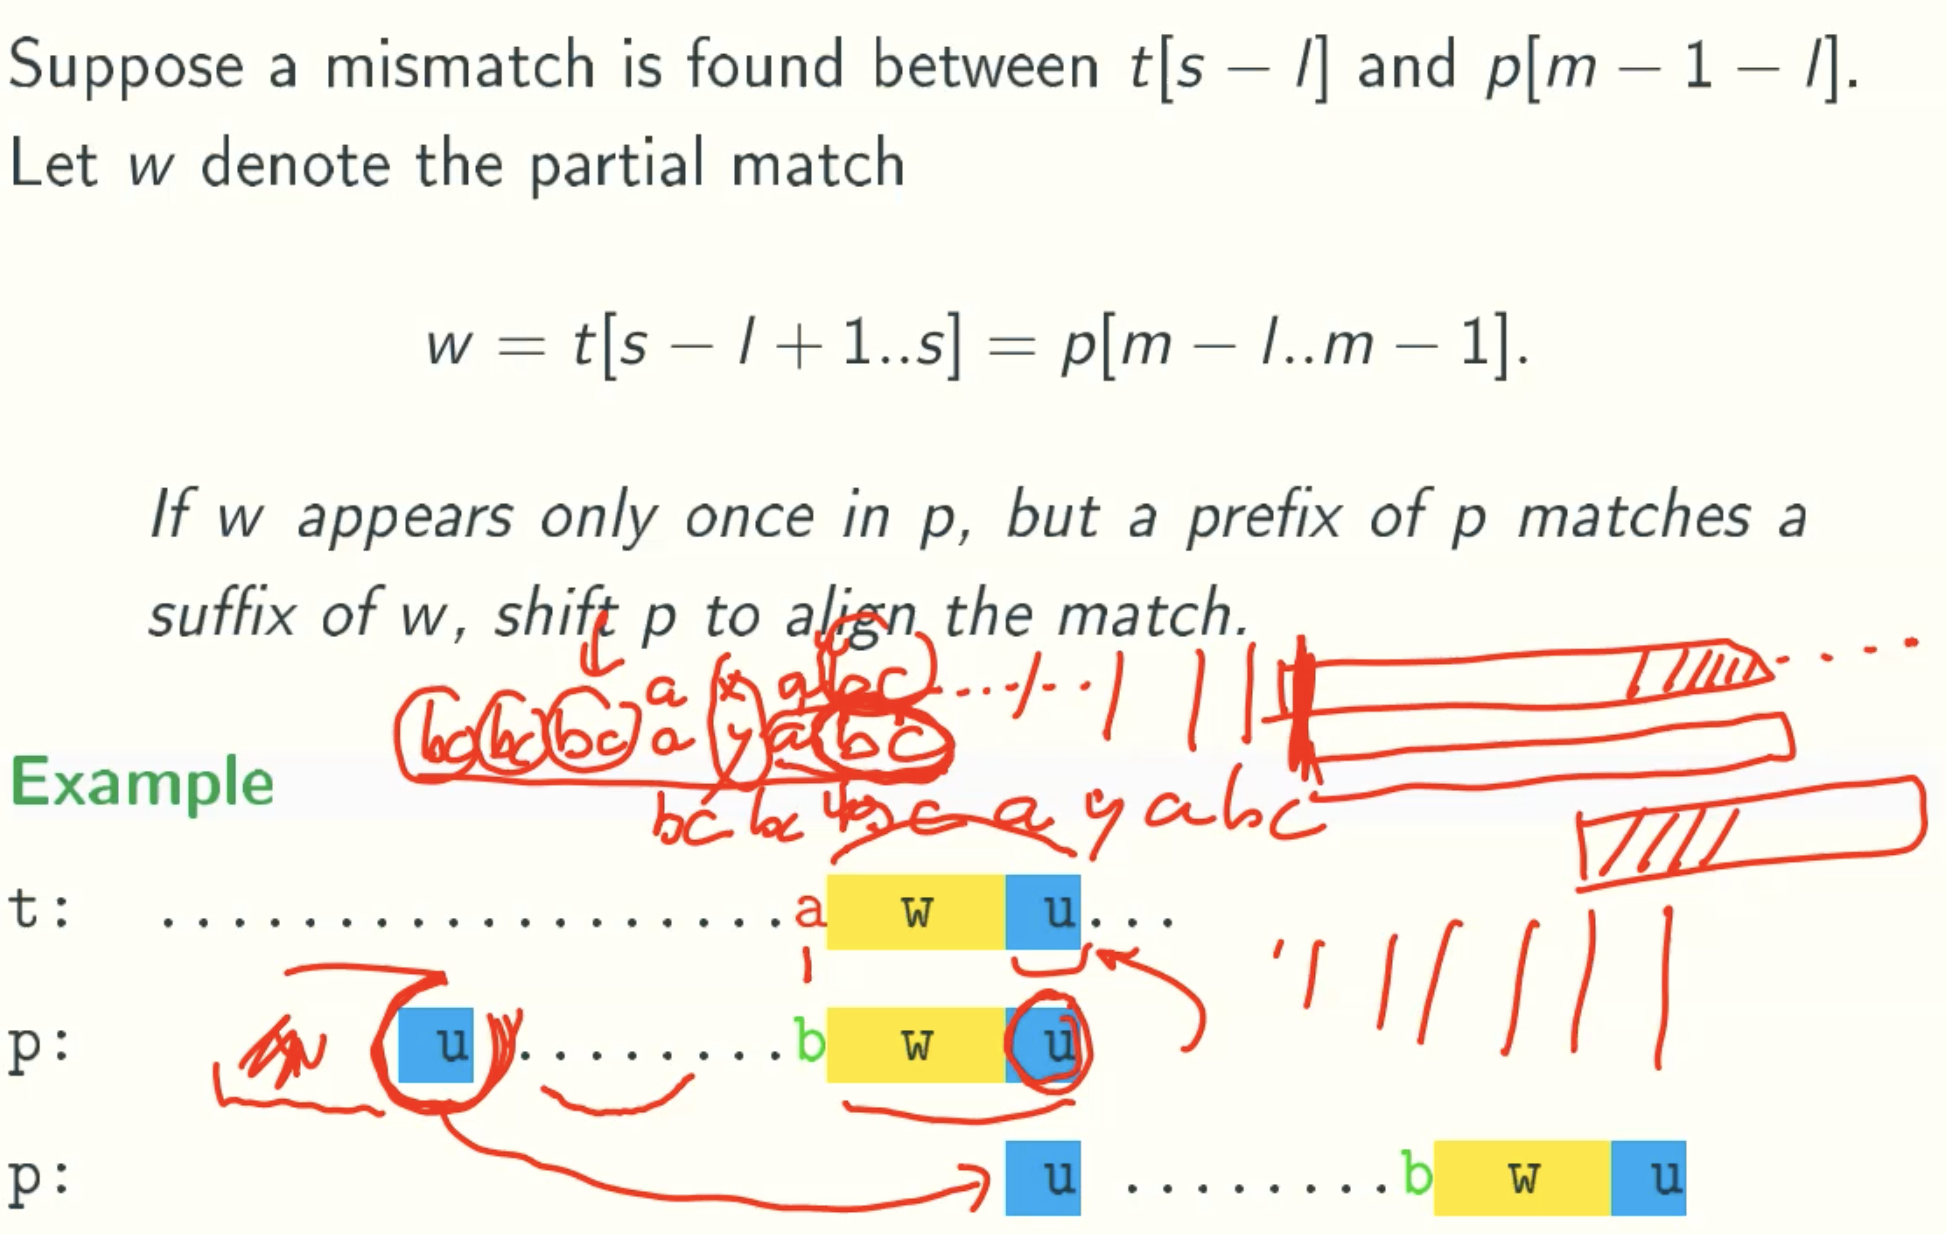 Suppose a mismatch is found between t[s − l] and p[m − 1 − l].
Let w denote the partial match
w = t[s − l + 1..s] = p[m − l..m − 1].
If w appears only once in p, but a prefix of p matches a
suffix of w, shift p to align the match.
a x a bc
bc bc bc a y a bc
bc bc bc a y abc
Example
t: ..................a w u...
p: u .........b w u
p: u .........b w u